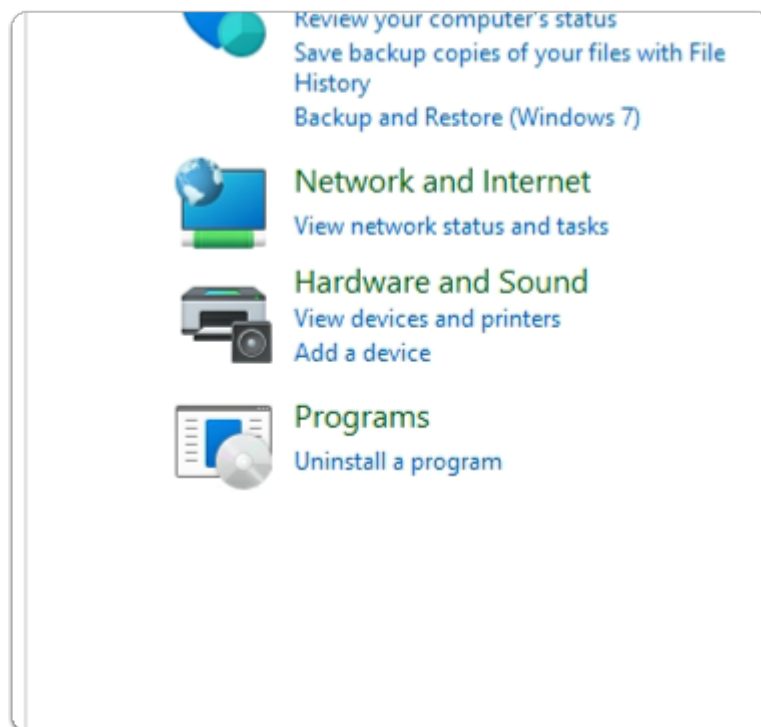 Review your computer's status
Save backup copies of your files with File
History
Backup and Restore (Windows 7)
Network and Internet
View network status and tasks
Hardware and Sound
View devices and printers
Add a device
Programs
Uninstall a program